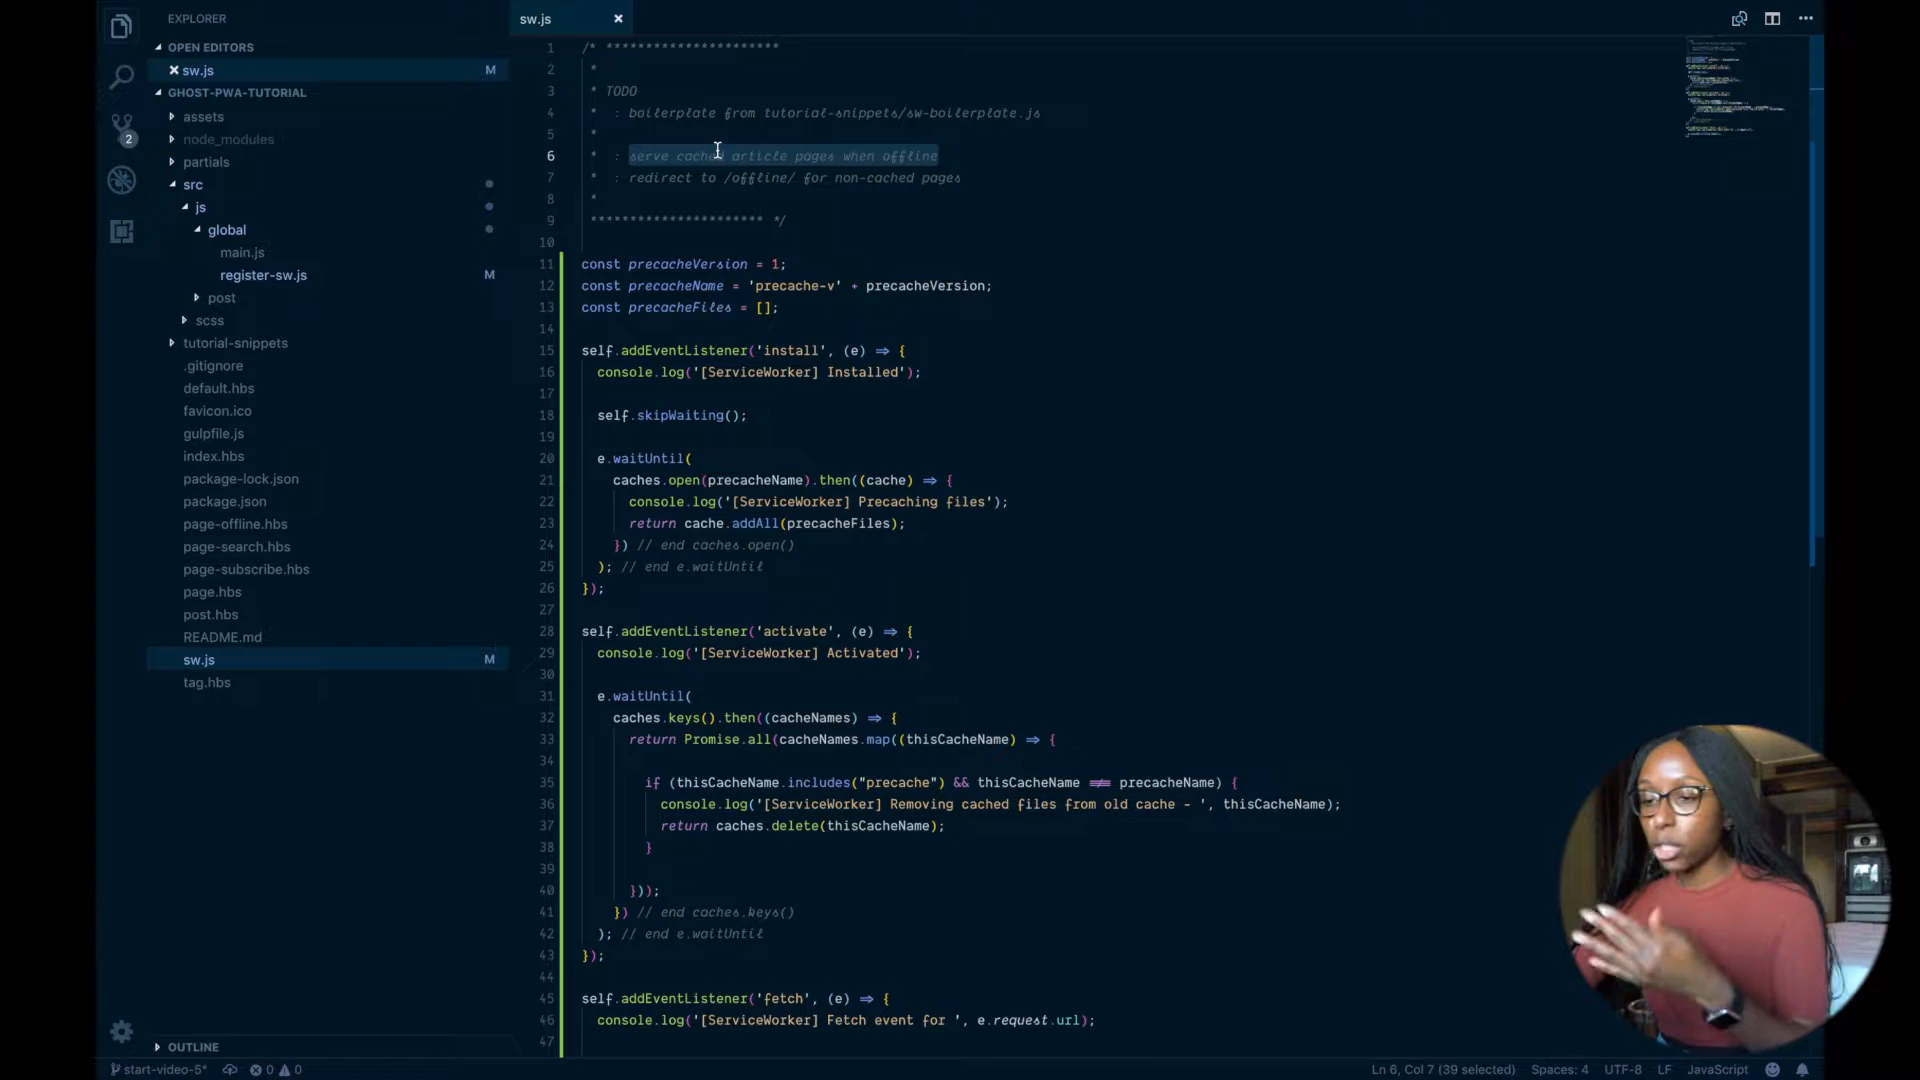 EXPLORER
OPEN EDITORS
sw.js M
GHOST-PWA-TUTORIAL
assets
node_modules
2
partials
src
js
global
main.js
register-sw.js M
post
scss
tutorial-snippets
.gitignore
default.hbs
favicon.ico
gulpfile.js
index.hbs
package-lock.json
package.json
page-offline.hbs
page-search.hbs
page-subscribe.hbs
page.hbs
post.hbs
README.md
sw.js M
tag.hbs
OUTLINE
sw.js
1 /* **********************
2 *
3 * TODO
4 * : boilerplate from tutorial-snippets/sw-boilerplate.js
5 *
6 * : serve cached article pages when offline
7 * : redirect to /offline/ for non-cached pages
8 *
9 ********************** */
10
11 const precacheVersion = 1;
12 const precacheName = 'precache-v' + precacheVersion;
13 const precacheFiles = [];
14
15 self.addEventListener('install', (e) => {
16 console.log('[ServiceWorker] Installed');
17
18 self.skipWaiting();
19
20 e.waitUntil(
21 caches.open(precacheName).then((cache) => {
22 console.log('[ServiceWorker] Precaching files');
23 return cache.addAll(precacheFiles);
24 }) // end caches.open()
25 ); // end e.waitUntil
26 });
27
28 self.addEventListener('activate', (e) => {
29 console.log('[ServiceWorker] Activated');
30
31 e.waitUntil(
32 caches.keys().then((cacheNames) => {
33 return Promise.all(cacheNames.map((thisCacheName) => {
34
35 if (thisCacheName.includes("precache") && thisCacheName !== precacheName) {
36 console.log('[ServiceWorker] Removing cached files from old cache - ', thisCacheName);
37 return caches.delete(thisCacheName);
38 }
39
40 }));
41 }) // end caches.keys()
42 ); // end e.waitUntil
43 });
44
45 self.addEventListener('fetch', (e) => {
46 console.log('[ServiceWorker] Fetch event for ', e.request.url);
47
start-video-5* 0 0
Ln 6, Col 7 (39 selected) Spaces: 4 UTF-8 LF JavaScript